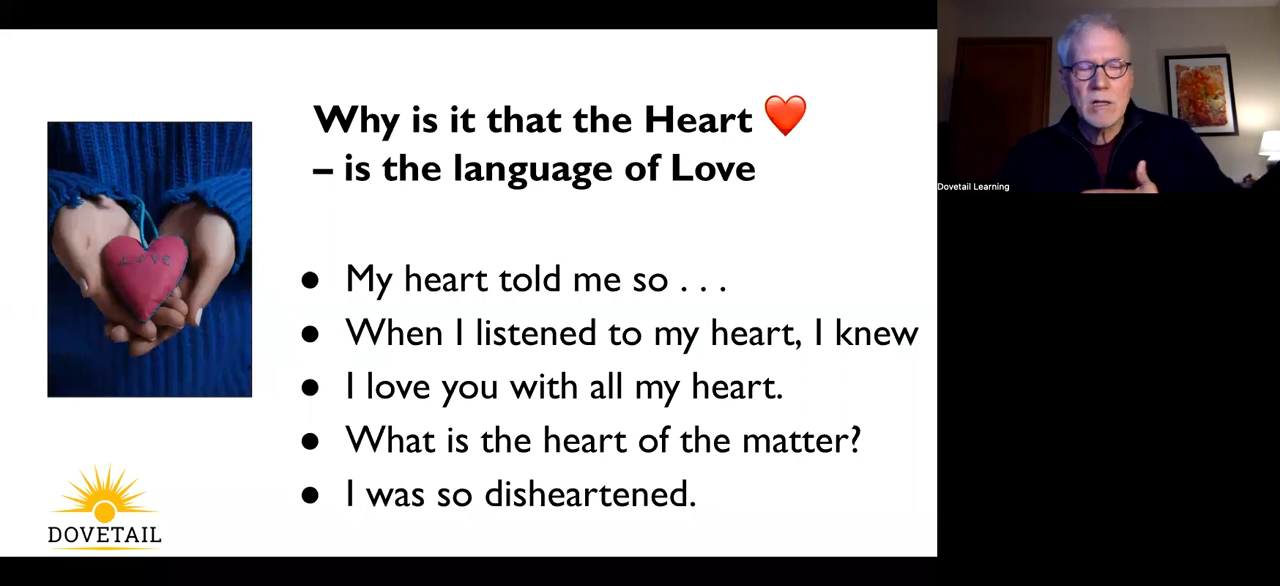 Why is it that the Heart ❤️
– is the language of Love
● My heart told me so . . .
● When I listened to my heart, I knew
● I love you with all my heart.
● What is the heart of the matter?
● I was so disheartened.
LOVE
DOVETAIL
Dovetail Learning